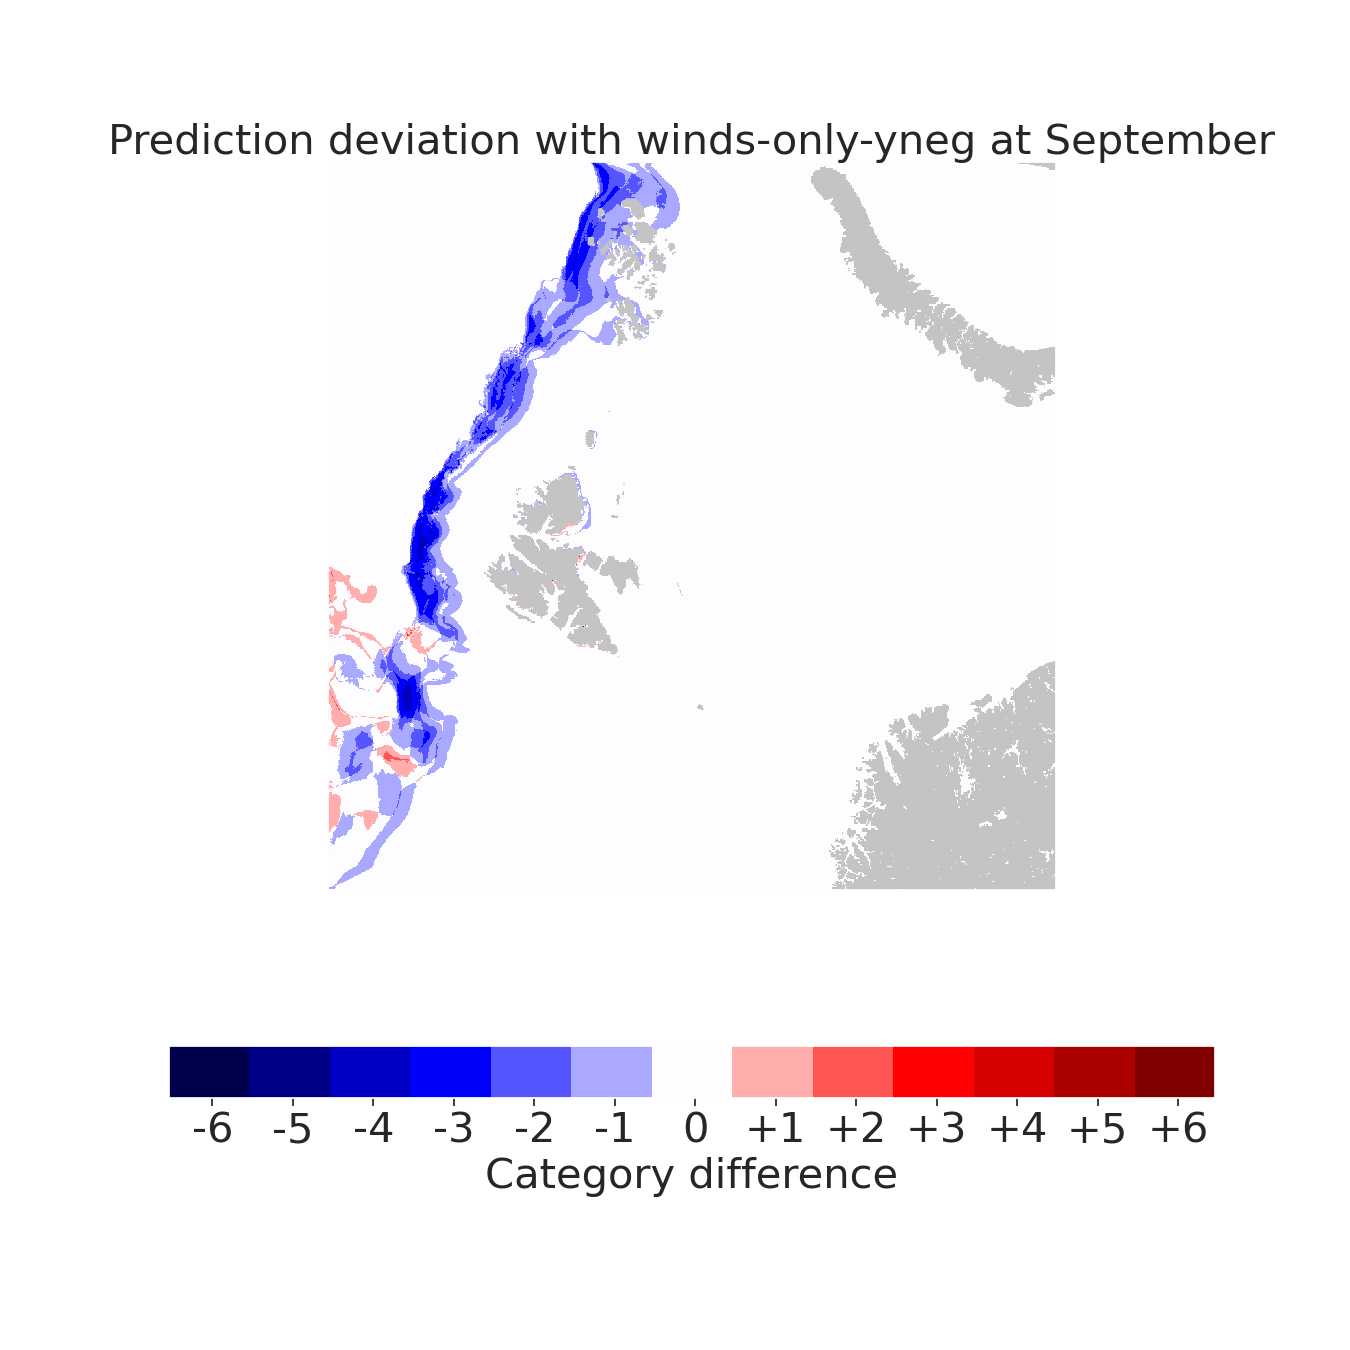 Prediction deviation with winds-only-yneg at September
-6 -5 -4 -3 -2 -1 0 +1 +2 +3 +4 +5 +6
Category difference